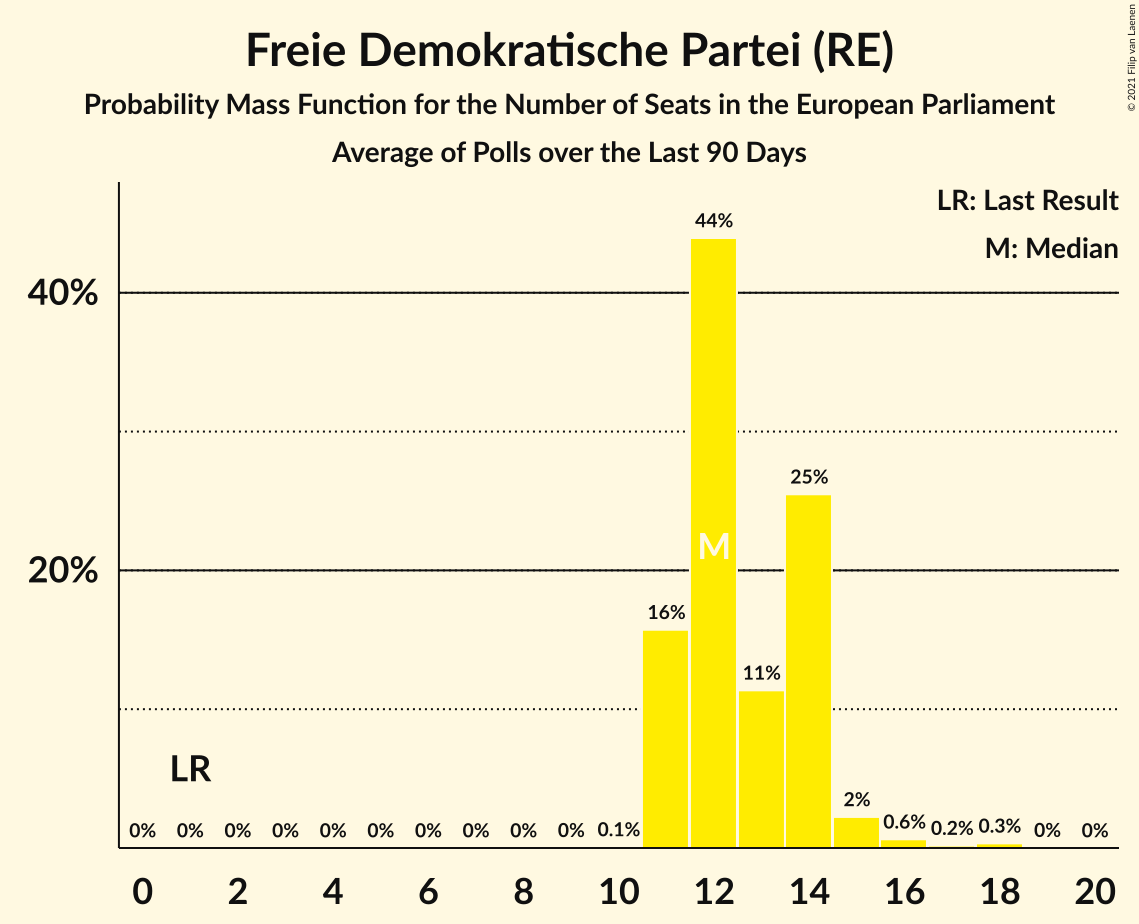 Freie Demokratische Partei (RE)
Probability Mass Function for the Number of Seats in the European Parliament
Average of Polls over the Last 90 Days
© 2021 Filip van Laenen
LR: Last Result
M: Median
44%
40%
25%
M
20%
16%
11%
LR
2%
0% 0% 0% 0% 0% 0% 0% 0% 0% 0% 0.1% 0.6% 0.2% 0.3% 0% 0%
0 2 4 6 8 10 12 14 16 18 20